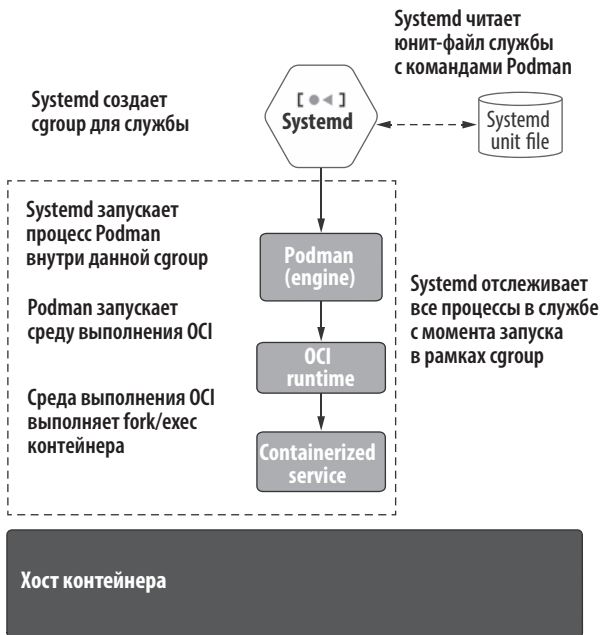 Systemd читает
юнит-файл службы
с командами Podman
Systemd создает
cgroup для службы
Systemd
Systemd
unit file
Systemd запускает
процесс Podman
внутри данной cgroup
Podman
(engine)
Systemd отслеживает
все процессы в службе
с момента запуска
в рамках cgroup
Podman запускает
среду выполнения OCI
OCI
runtime
Среда выполнения OCI
выполняет fork/exec
контейнера
Containerized
service
Хост контейнера